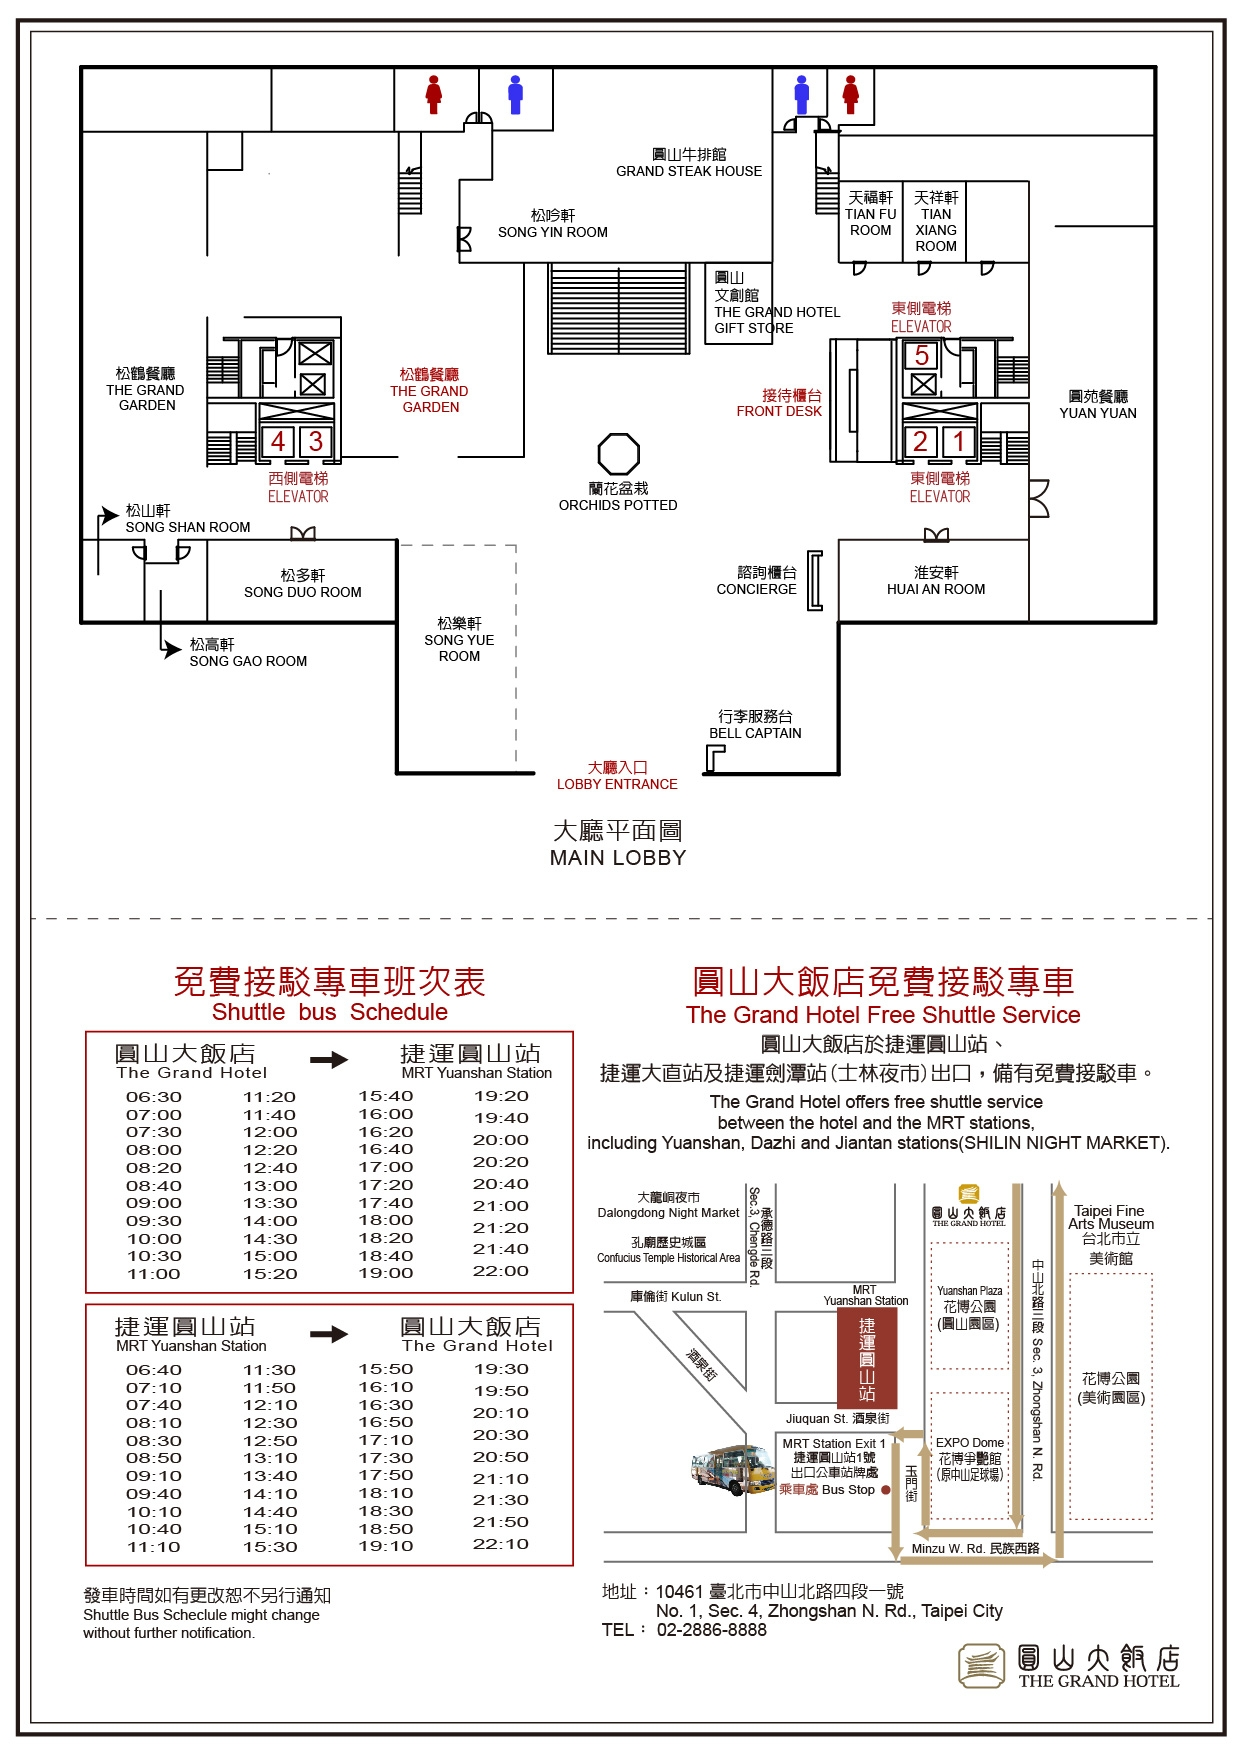 圓山牛排館
GRAND STEAK HOUSE
松吟軒
SONG YIN ROOM
天福軒
TIAN FU
ROOM
天祥軒
TIAN
XIANG
ROOM
圓山
文創館
THE GRAND HOTEL
GIFT STORE
東側電梯
ELEVATOR
5
松鶴餐廳
THE GRAND
GARDEN
松鶴餐廳
THE GRAND
GARDEN
接待櫃台
FRONT DESK
圓苑餐廳
YUAN YUAN
4 3
2 1
西側電梯
ELEVATOR
蘭花盆栽
ORCHIDS POTTED
東側電梯
ELEVATOR
松山軒
SONG SHAN ROOM
松多軒
SONG DUO ROOM
諮詢櫃台
CONCIERGE
淮安軒
HUAI AN ROOM
松樂軒
SONG YUE
ROOM
松高軒
SONG GAO ROOM
行李服務台
BELL CAPTAIN
大廳入口
LOBBY ENTRANCE
大廳平面圖
MAIN LOBBY
免費接駁專車班次表
Shuttle bus Schedule
圓山大飯店 捷運圓山站
The Grand Hotel MRT Yuanshan Station
06:30 11:20 15:40 19:20
07:00 11:40 16:00 19:40
07:30 12:00 16:20 20:00
08:00 12:20 16:40 20:20
08:20 12:40 17:00 20:40
08:40 13:00 17:20 21:00
09:00 13:30 17:40 21:20
09:30 14:00 18:00 21:40
10:00 14:30 18:20 22:00
10:30 15:00 18:40
11:00 15:20 19:00
捷運圓山站 圓山大飯店
MRT Yuanshan Station The Grand Hotel
06:40 11:30 15:50 19:30
07:10 11:50 16:10 19:50
07:40 12:10 16:30 20:10
08:10 12:30 16:50 20:30
08:30 12:50 17:10 20:50
08:50 13:10 17:30 21:10
09:10 13:40 17:50 21:30
09:40 14:10 18:10 21:50
10:10 14:40 18:30 22:10
10:40 15:10 18:50
11:10 15:30 19:10
發車時間如有更改恕不另行通知
Shuttle Bus Scheclule might change
without further notification.
圓山大飯店免費接駁專車
The Grand Hotel Free Shuttle Service
圓山大飯店於捷運圓山站、
捷運大直站及捷運劍潭站(士林夜市)出口，備有免費接駁車。
The Grand Hotel offers free shuttle service
between the hotel and the MRT stations,
including Yuanshan, Dazhi and Jiantan stations(SHILIN NIGHT MARKET).
大龍峒夜市
Dalongdong Night Market
孔廟歷史城區
Confucius Temple Historical Area
承德路三段
Sec.3, Chengde Rd.
圓山大飯店
THE GRAND HOTEL
Taipei Fine
Arts Museum
台北市立
美術館
庫倫街 Kulun St.
MRT
Yuanshan Station
捷運圓山站
Yuanshan Plaza
花博公園
(圓山園區)
中山北路三段 Sec. 3, Zhongshan N. Rd.
酒泉街
花博公園
(美術園區)
Jiuquan St. 酒泉街
MRT Station Exit 1
捷運圓山站1號
出口公車站牌處
乘車處 Bus Stop
玉門街
EXPO Dome
花博爭艷館
(原中山足球場)
Minzu W. Rd. 民族西路
地址：10461 臺北市中山北路四段一號
No. 1, Sec. 4, Zhongshan N. Rd., Taipei City
TEL： 02-2886-8888
圓山大飯店
THE GRAND HOTEL